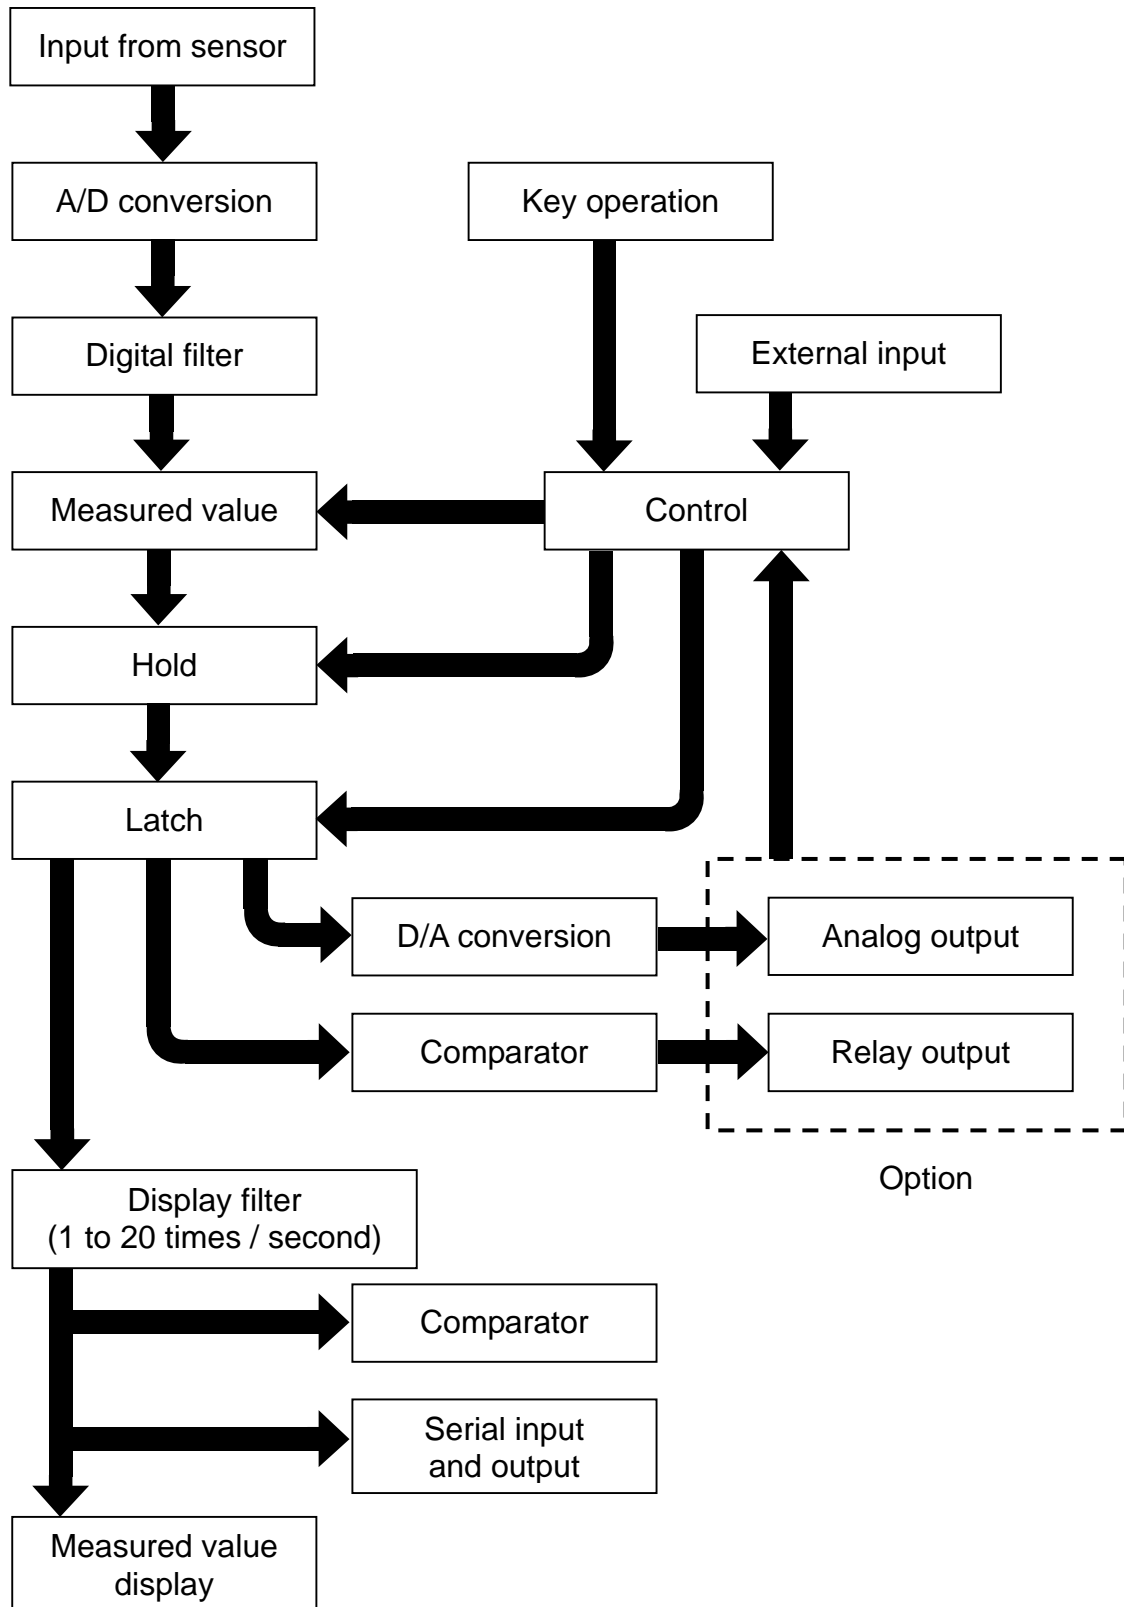 Input from sensor
A/D conversion
Key operation
Digital filter
External input
Measured value
Control
Hold
Latch
D/A conversion
Analog output
Comparator
Relay output
Option
Display filter
(1 to 20 times / second)
Comparator
Serial input
and output
Measured value
display